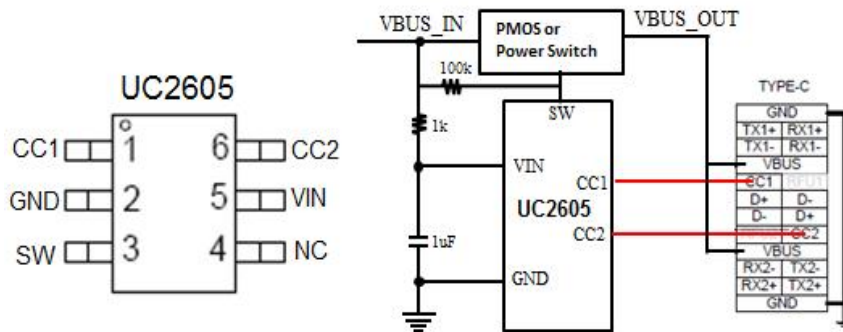 UC2605
CC1 1 6 CC2
GND 2 5 VIN
SW 3 4 NC
VBUS_IN
PMOS or
Power Switch
VBUS_OUT
100k
SW
1k
VIN
CC1
UC2605
CC2
1uF
GND
TYPE-C
GND
TX1+ RX1+
TX1- RX1-
VBUS
CC1 RFU1
D+ D-
D- D+
CC2
VBUS
RX2- TX2-
RX2+ TX2+
GND